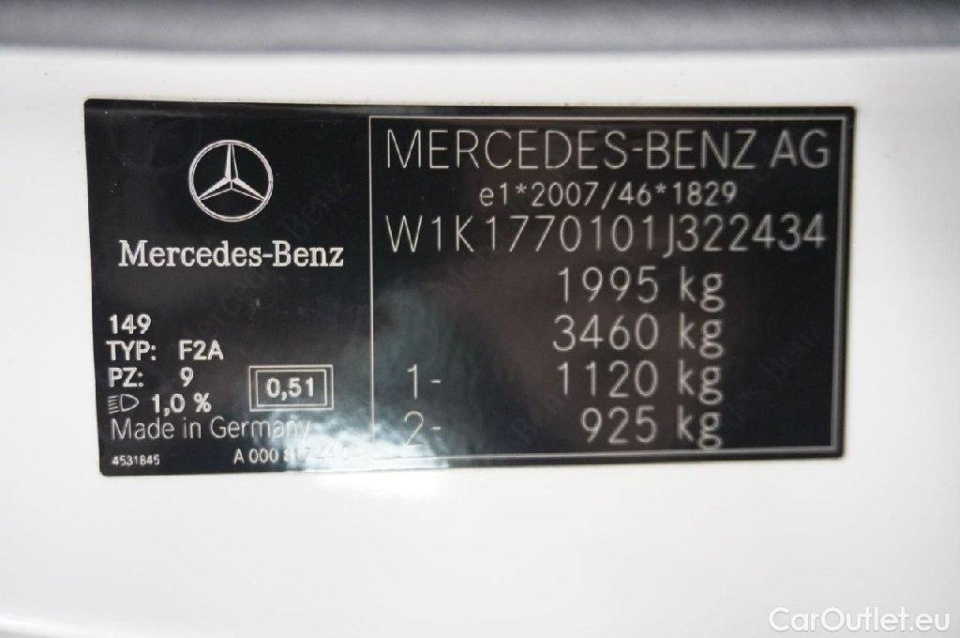 Mercedes-Benz
149
TYP: F2A
PZ: 9
1,0 %
0,51
Made in Germany
4531845
A 000
MERCEDES-BENZ AG
e1*2007/46*1829
W1K1770101J322434
1995 kg
3460 kg
1- 1120 kg
2- 925 kg
CarOutlet.eu